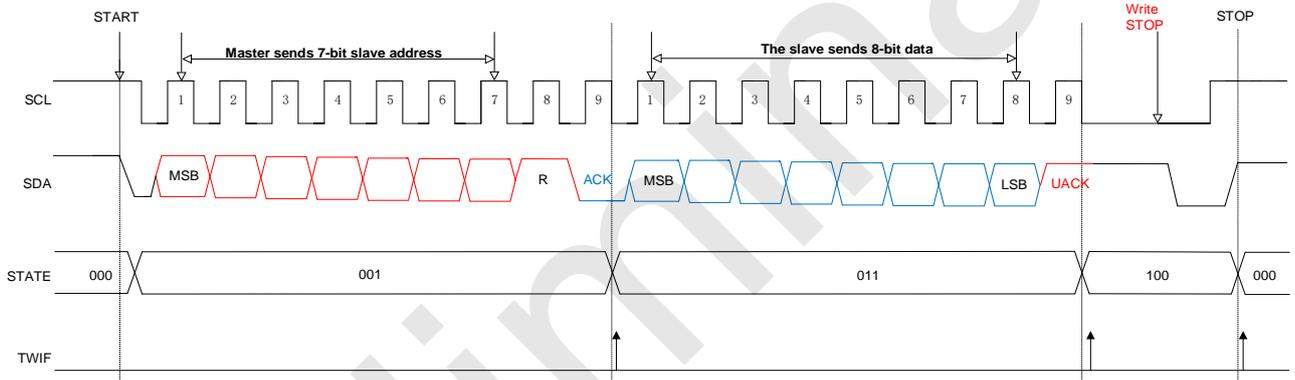 START
Write
STOP
STOP
Master sends 7-bit slave address
The slave sends 8-bit data
SCL
1 2 3 4 5 6 7 8 9 1 2 3 4 5 6 7 8 9
SDA
MSB R ACK MSB LSB UACK
STATE
000 001 011 100 000
TWIF